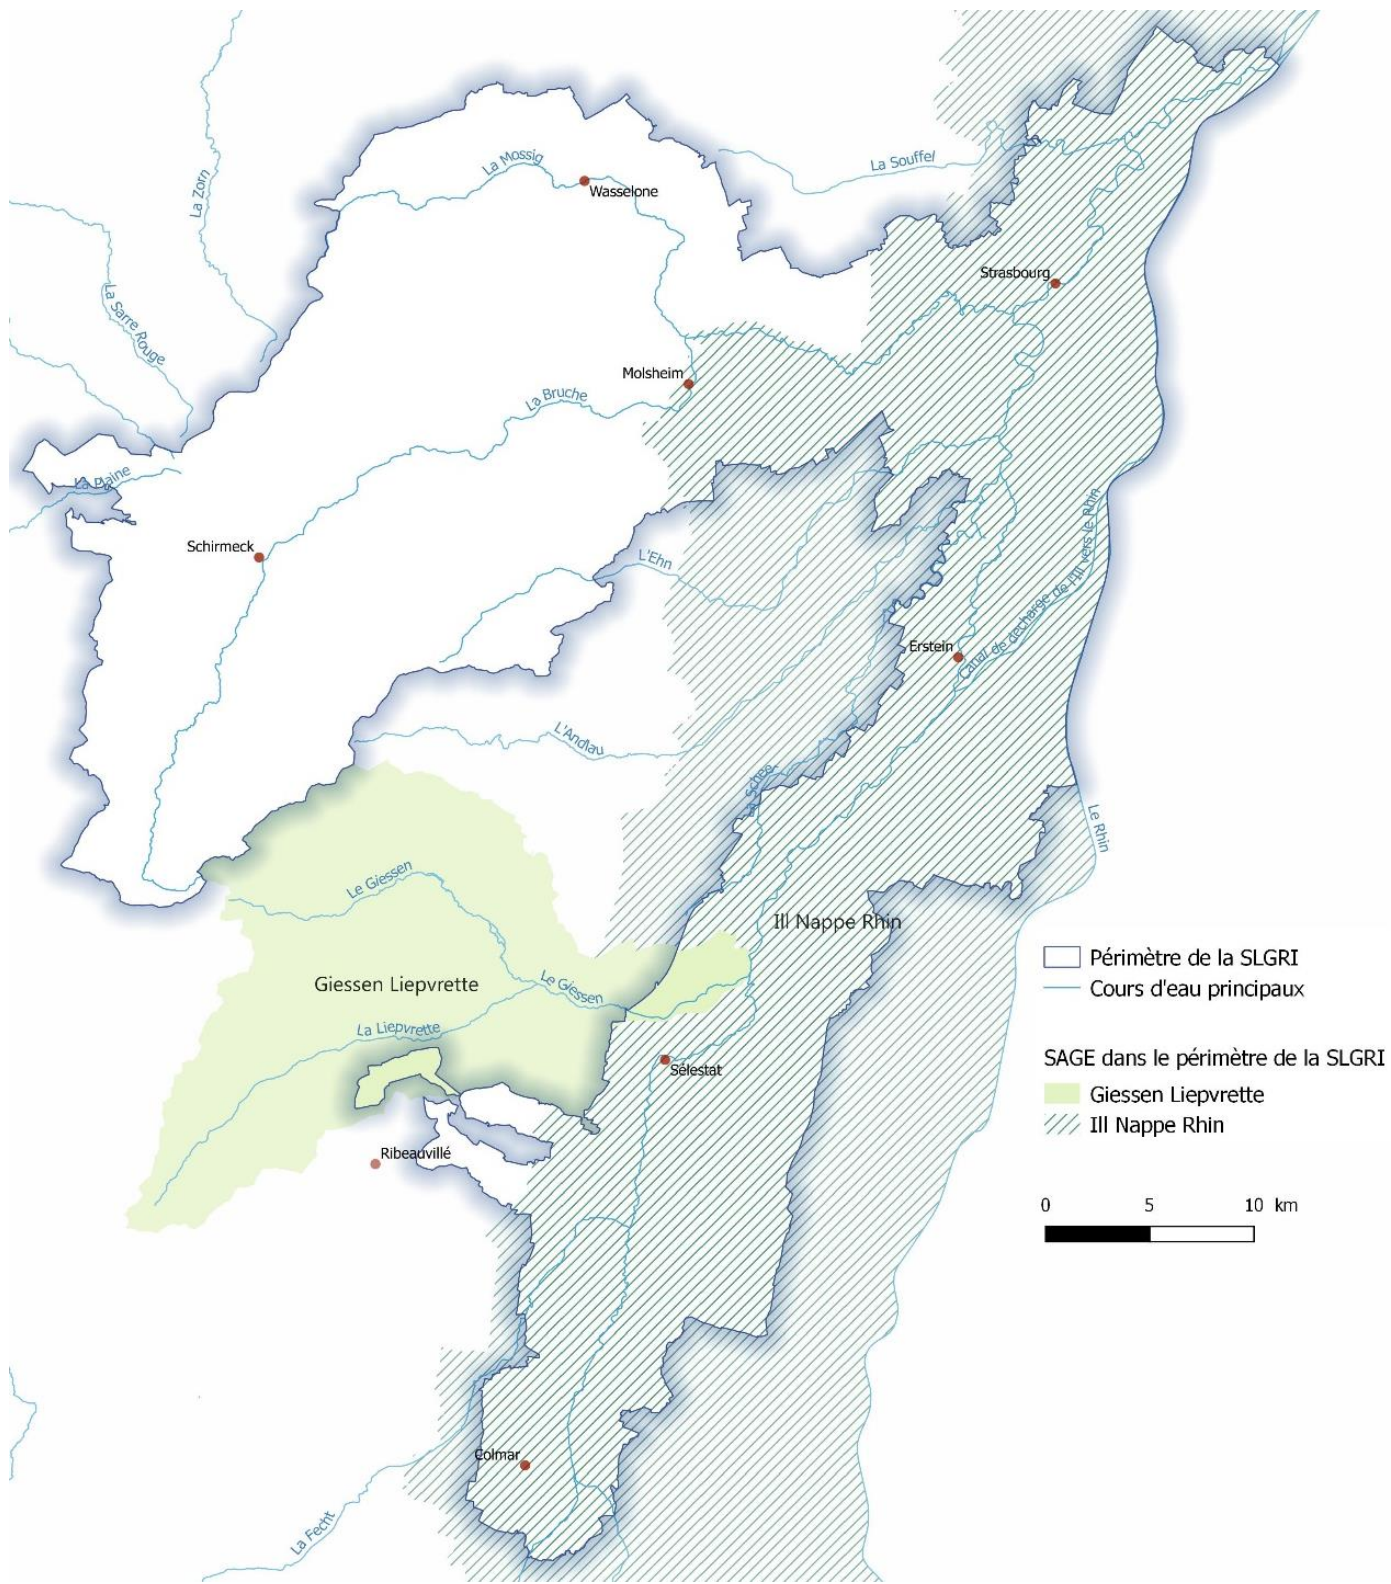 La Mossig
Wasselone
La Souffel
La Zorn
Strasbourg
La Sarre Rouge
Molsheim
La Bruche
La Plaine
Schirmeck
L'Ehn
Canal de décharge de l'Ill vers le Rhin
Erstein
L'Andlau
La Scheer
Le Rhin
Le Giessen
Ill Nappe Rhin
Giessen Liepvrette
Le Giessen
La Liepvrette
Sélestat
Ribeauvillé
Colmar
La Fecht
Périmètre de la SLGRI
Cours d'eau principaux
SAGE dans le périmètre de la SLGRI
Giessen Liepvrette
Ill Nappe Rhin
0 5 10 km